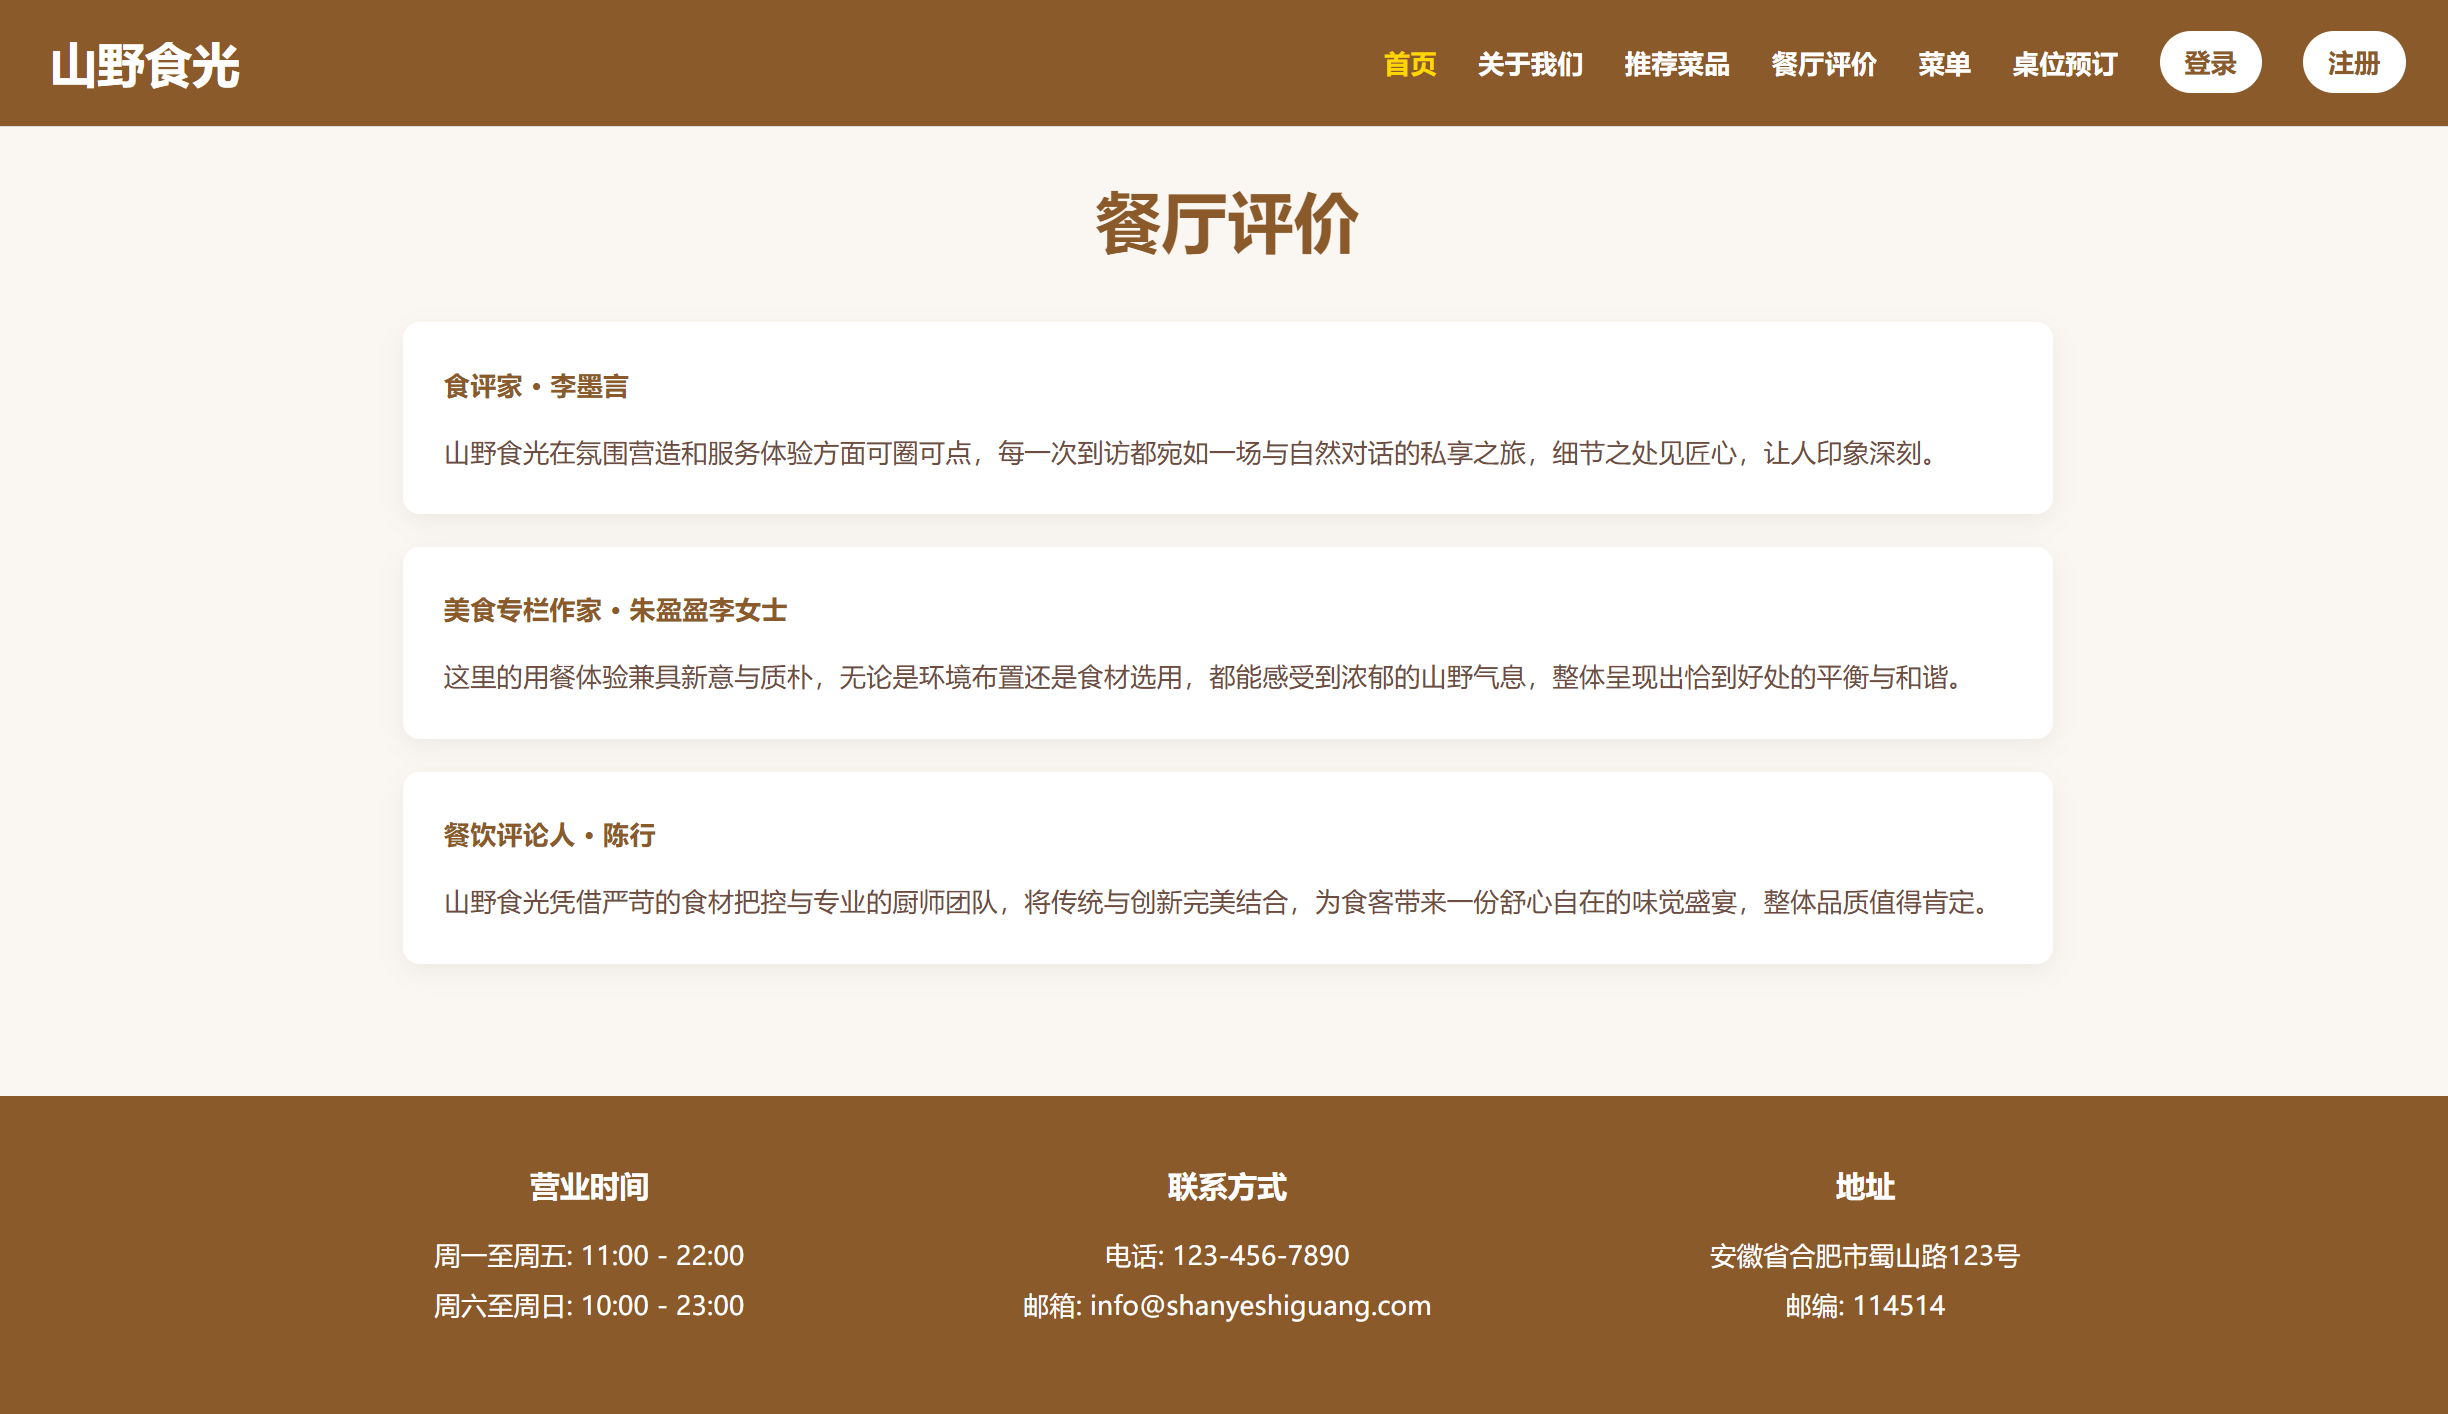 山野食光
首页 关于我们 推荐菜品 餐厅评价 菜单 桌位预订 登录 注册
餐厅评价
食评家·李墨言
山野食光在氛围营造和服务体验方面可圈可点，每一次到访都宛如一场与自然对话的私享之旅，细节之处见匠心，让人印象深刻。
美食专栏作家·朱盈盈李女士
这里的用餐体验兼具新意与质朴，无论是环境布置还是食材选用，都能感受到浓郁的山野气息，整体呈现出恰到好处的平衡与和谐。
餐饮评论人·陈行
山野食光凭借严苛的食材把控与专业的厨师团队，将传统与创新完美结合，为食客带来一份舒心自在的味觉盛宴，整体品质值得肯定。
营业时间
周一至周五: 11:00 - 22:00
周六至周日: 10:00 - 23:00
联系方式
电话: 123-456-7890
邮箱: info@shanyeshiguang.com
地址
安徽省合肥市蜀山路123号
邮编: 114514